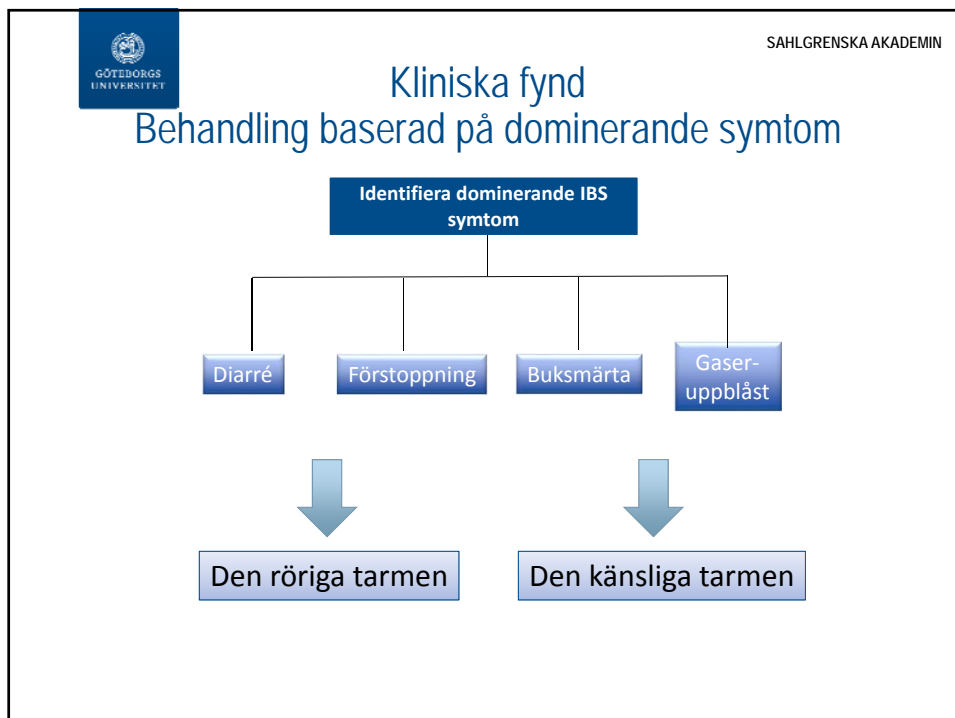 GÖTEBORGS
UNIVERSITET
SAHLGRENSKA AKADEMIN
Kliniska fynd
Behandling baserad på dominerande symtom
Identifiera dominerande IBS
symtom
Diarré
Förstoppning
Buksmärta
Gaser-
uppblåst
Den röriga tarmen
Den känsliga tarmen